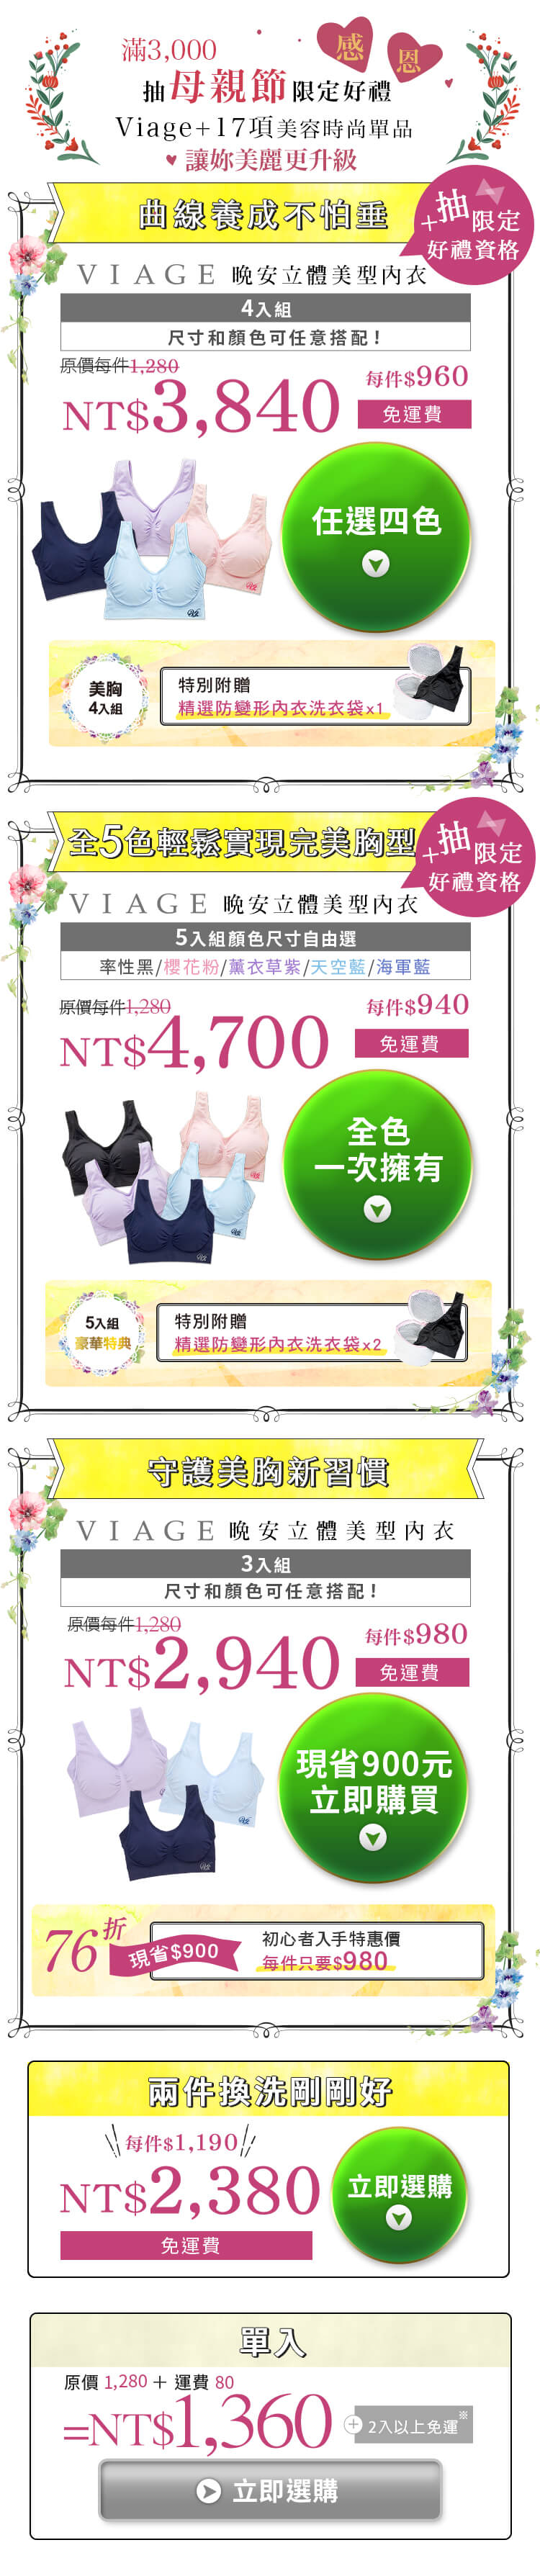 滿3,000
感
恩
抽母親節限定好禮
Viage+17項美容時尚單品
♥ 讓妳美麗更升級
曲線養成不怕垂
+抽限定
好禮資格
VIAGE 晚安立體美型內衣
4入組
尺寸和顏色可任意搭配！
原價每件1,280
每件$960
NT$3,840
免運費
任選四色
美胸
4入組
特別附贈
精選防變形內衣洗衣袋x1
全5色輕鬆實現完美胸型
+抽限定
好禮資格
VIAGE 晚安立體美型內衣
5入組顏色尺寸自由選
率性黑/櫻花粉/薰衣草紫/天空藍/海軍藍
原價每件1,280
每件$940
NT$4,700
免運費
全色
一次擁有
5入組
豪華特典
特別附贈
精選防變形內衣洗衣袋x2
守護美胸新習慣
VIAGE 晚安立體美型內衣
3入組
尺寸和顏色可任意搭配！
原價每件1,280
每件$980
NT$2,940
免運費
現省900元
立即購買
76折
現省$900
初心者入手特惠價
每件只要$980
兩件換洗剛剛好
每件$1,190
NT$2,380
立即選購
免運費
單入
原價 1,280 + 運費 80
=NT$1,360
+ 2入以上免運※
立即選購